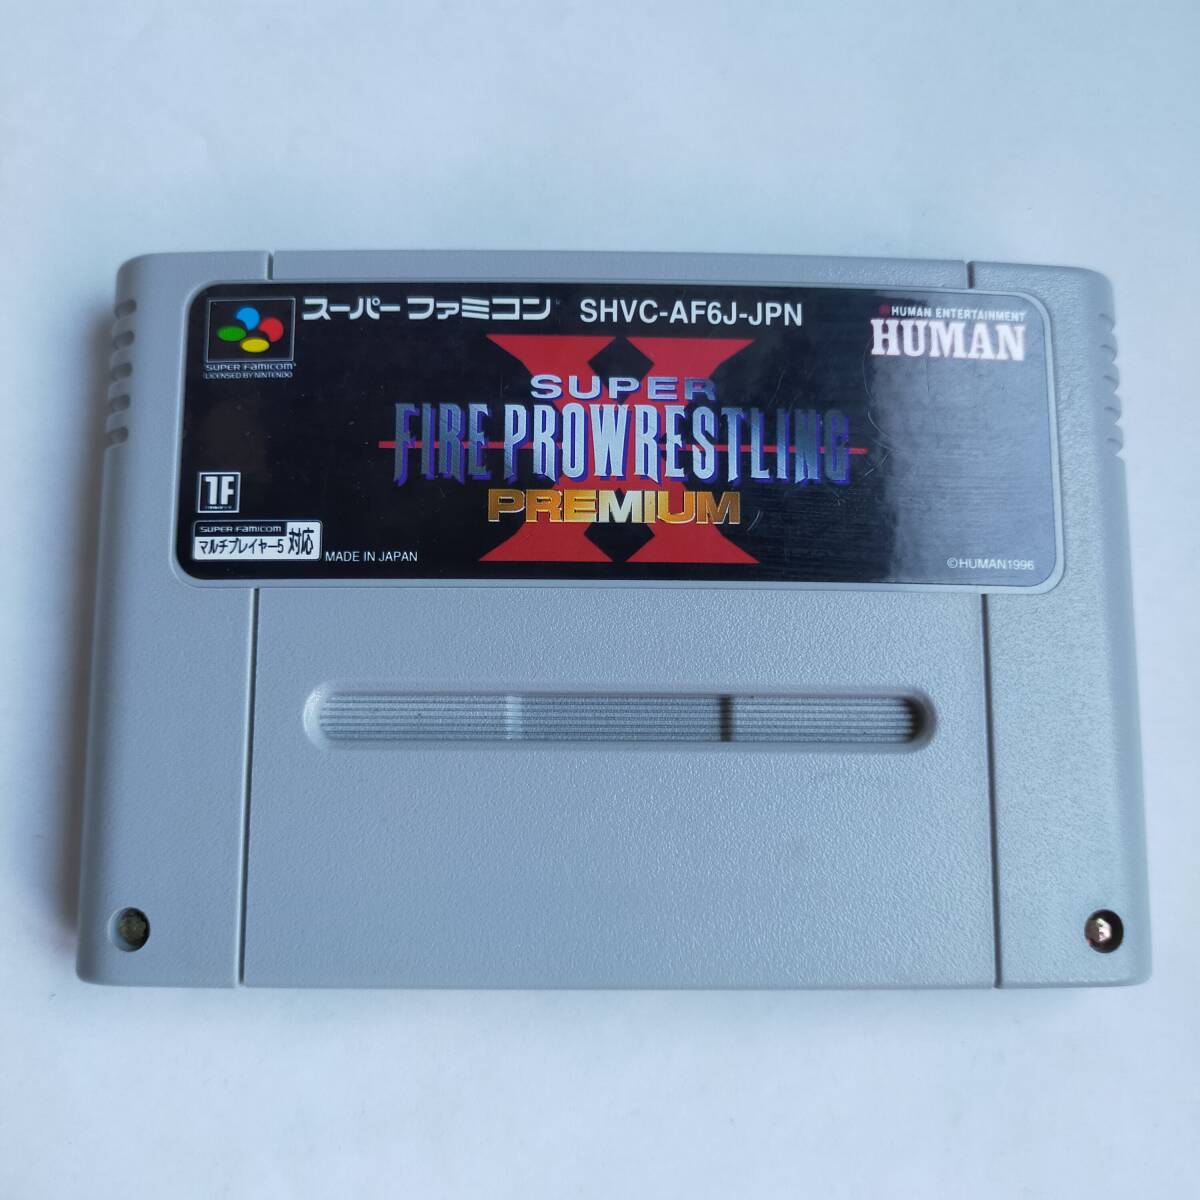 スーパーファミコン SHVC-AF6J-JPN
HUMAN ENTERTAINMENT
HUMAN
SUPER FAMICOM
LICENSED BY NINTENDO
X
SUPER
FIRE PROWRESTLING
PREMIUM
1F
SUPER FAMICOM
マルチプレイヤー5 対応
MADE IN JAPAN
©HUMAN1996